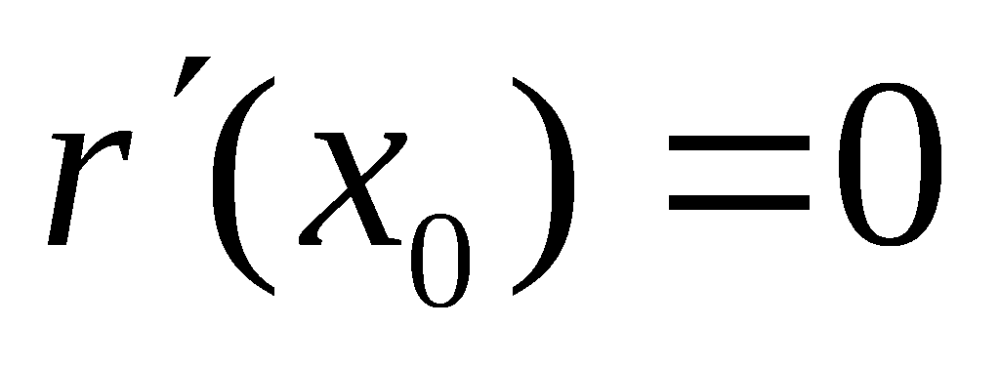 r′(x₀) =0